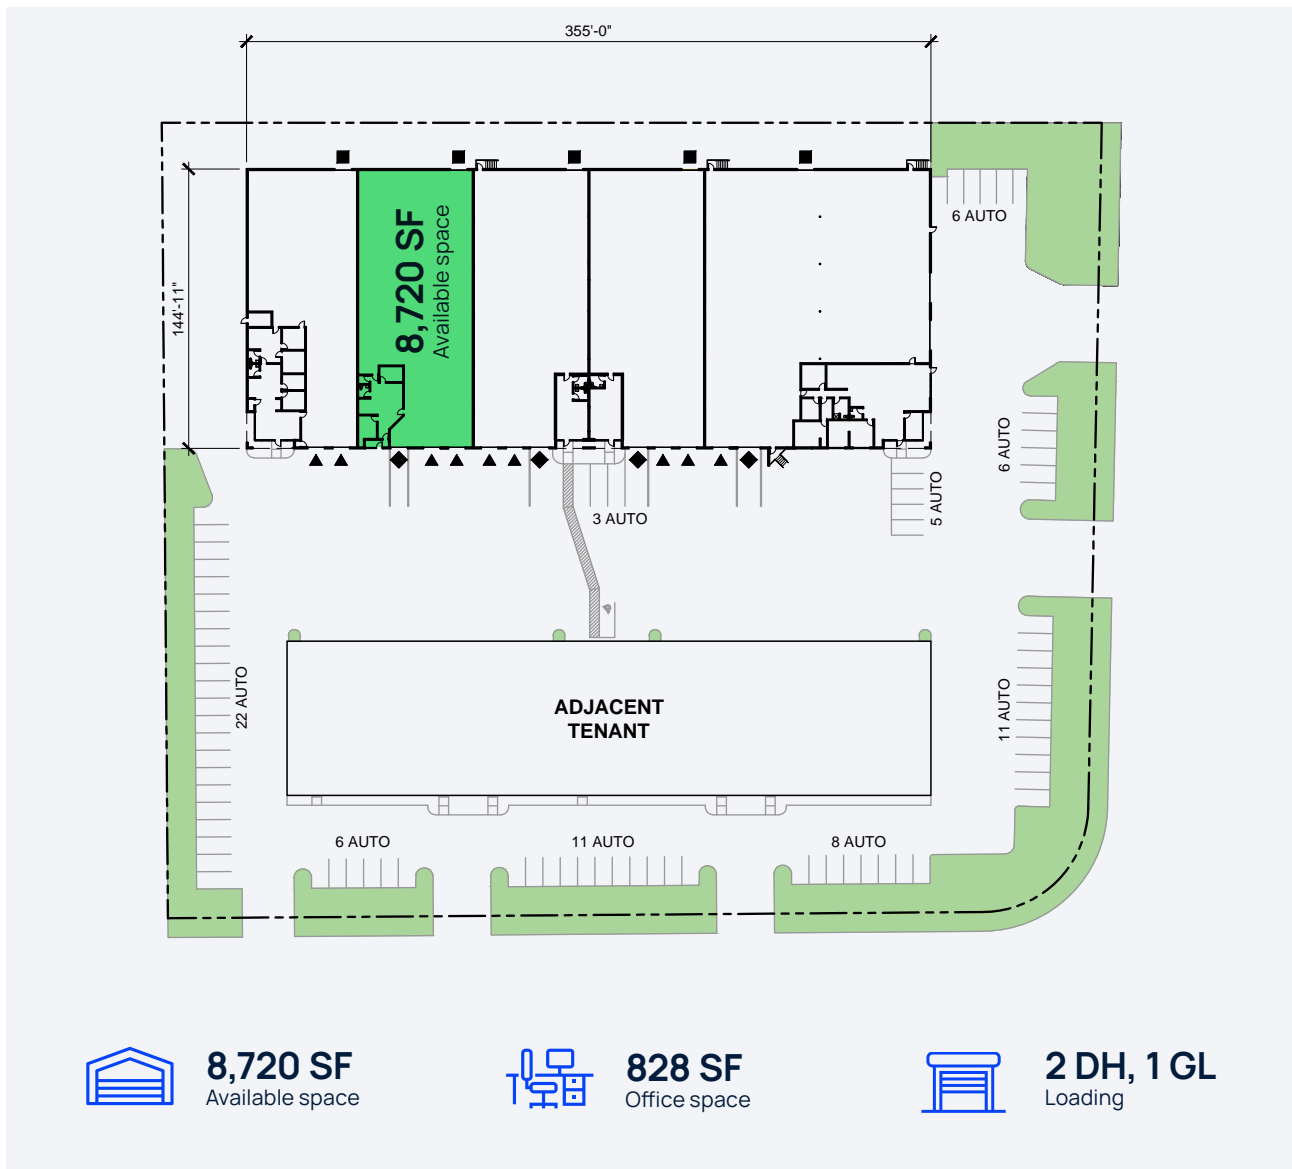 355'-0"
144'-11"
8,720 SF
Available space
6 AUTO
6 AUTO
5 AUTO
3 AUTO
22 AUTO
11 AUTO
ADJACENT
TENANT
6 AUTO
11 AUTO
8 AUTO
8,720 SF
Available space
828 SF
Office space
2 DH, 1 GL
Loading